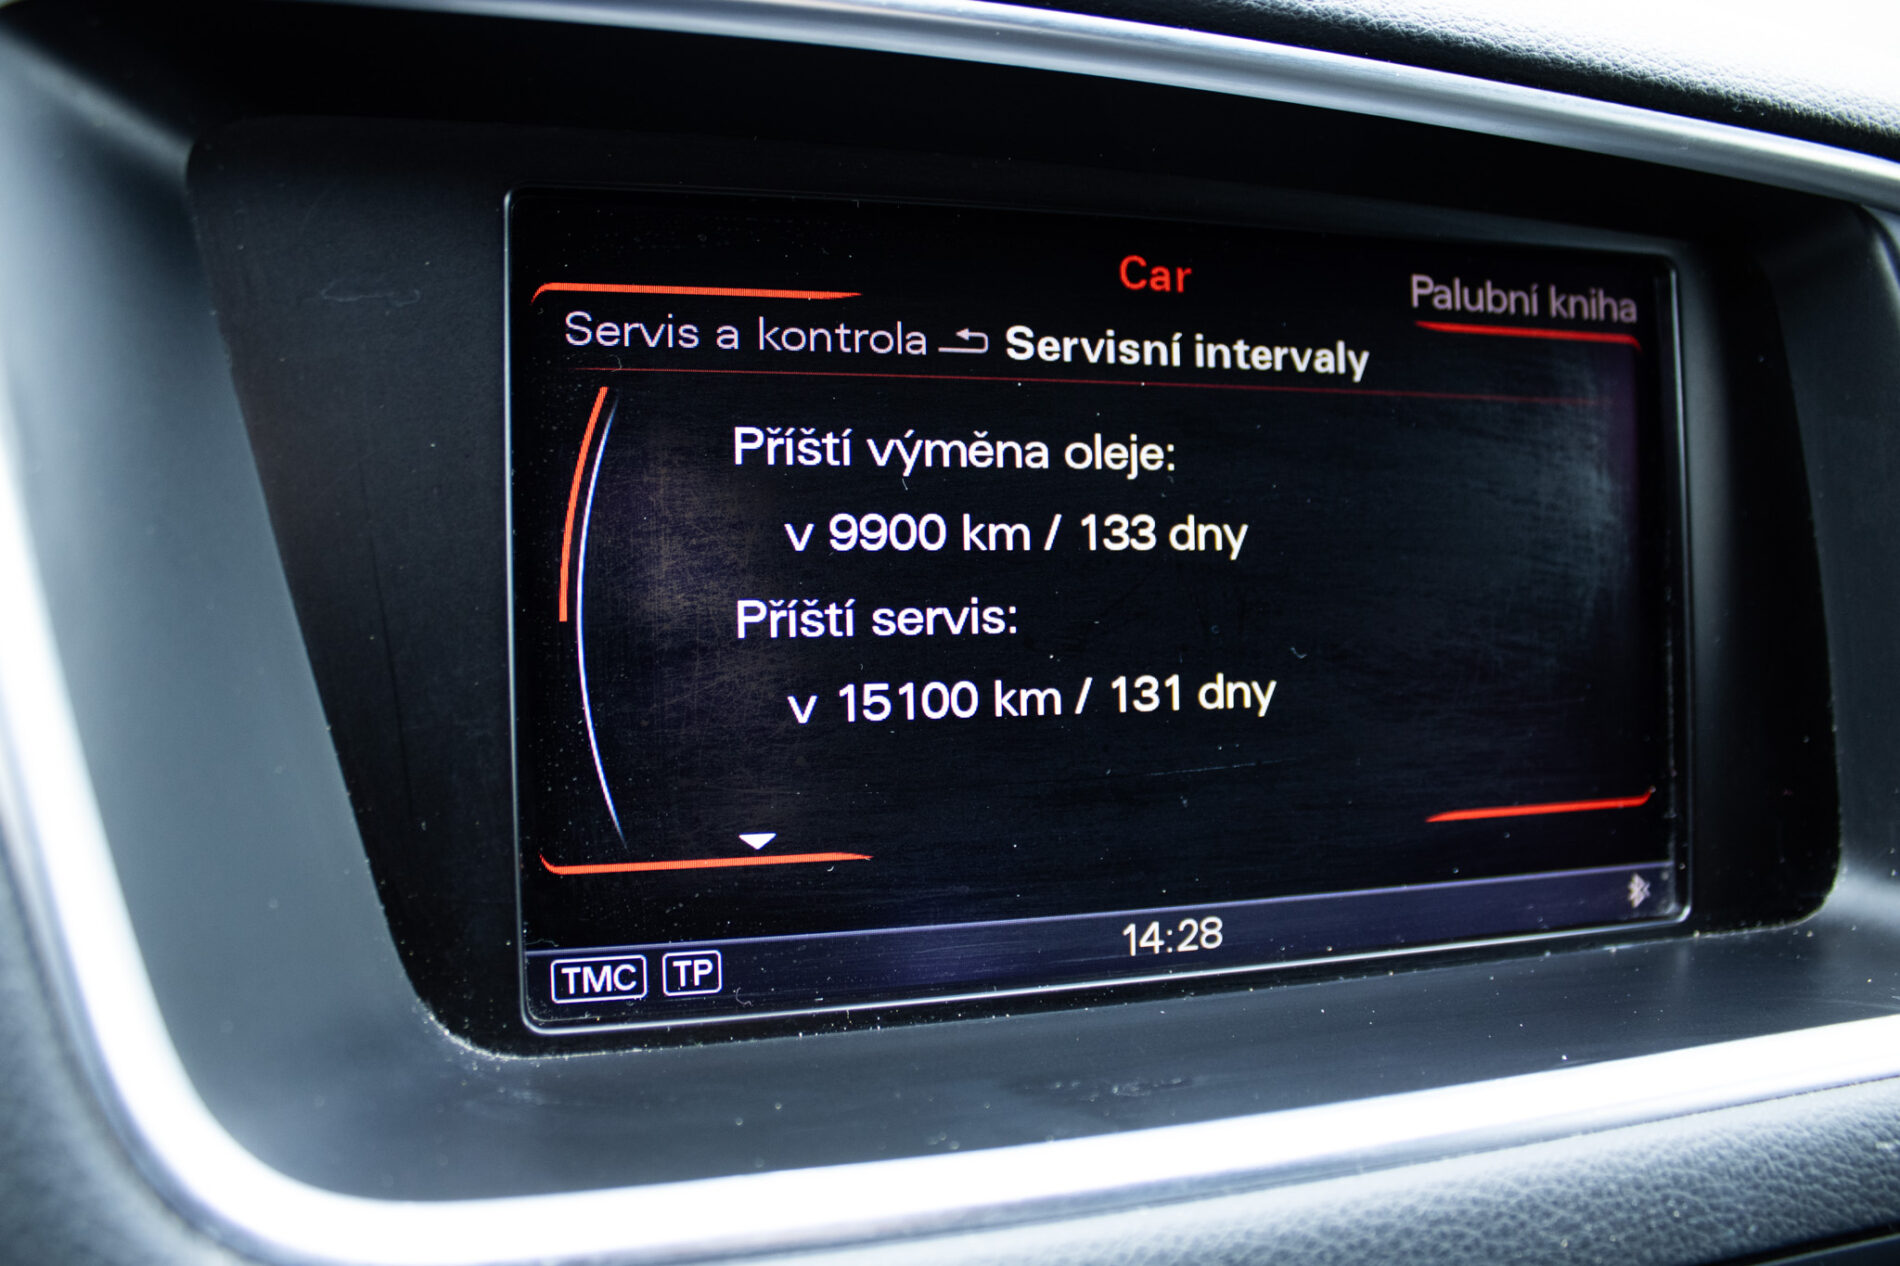 Car
Palubní kniha
Servis a kontrola Servisní intervaly
Příští výměna oleje:
v 9900 km / 133 dny
Příští servis:
v 15100 km / 131 dny
14:28
TMC TP